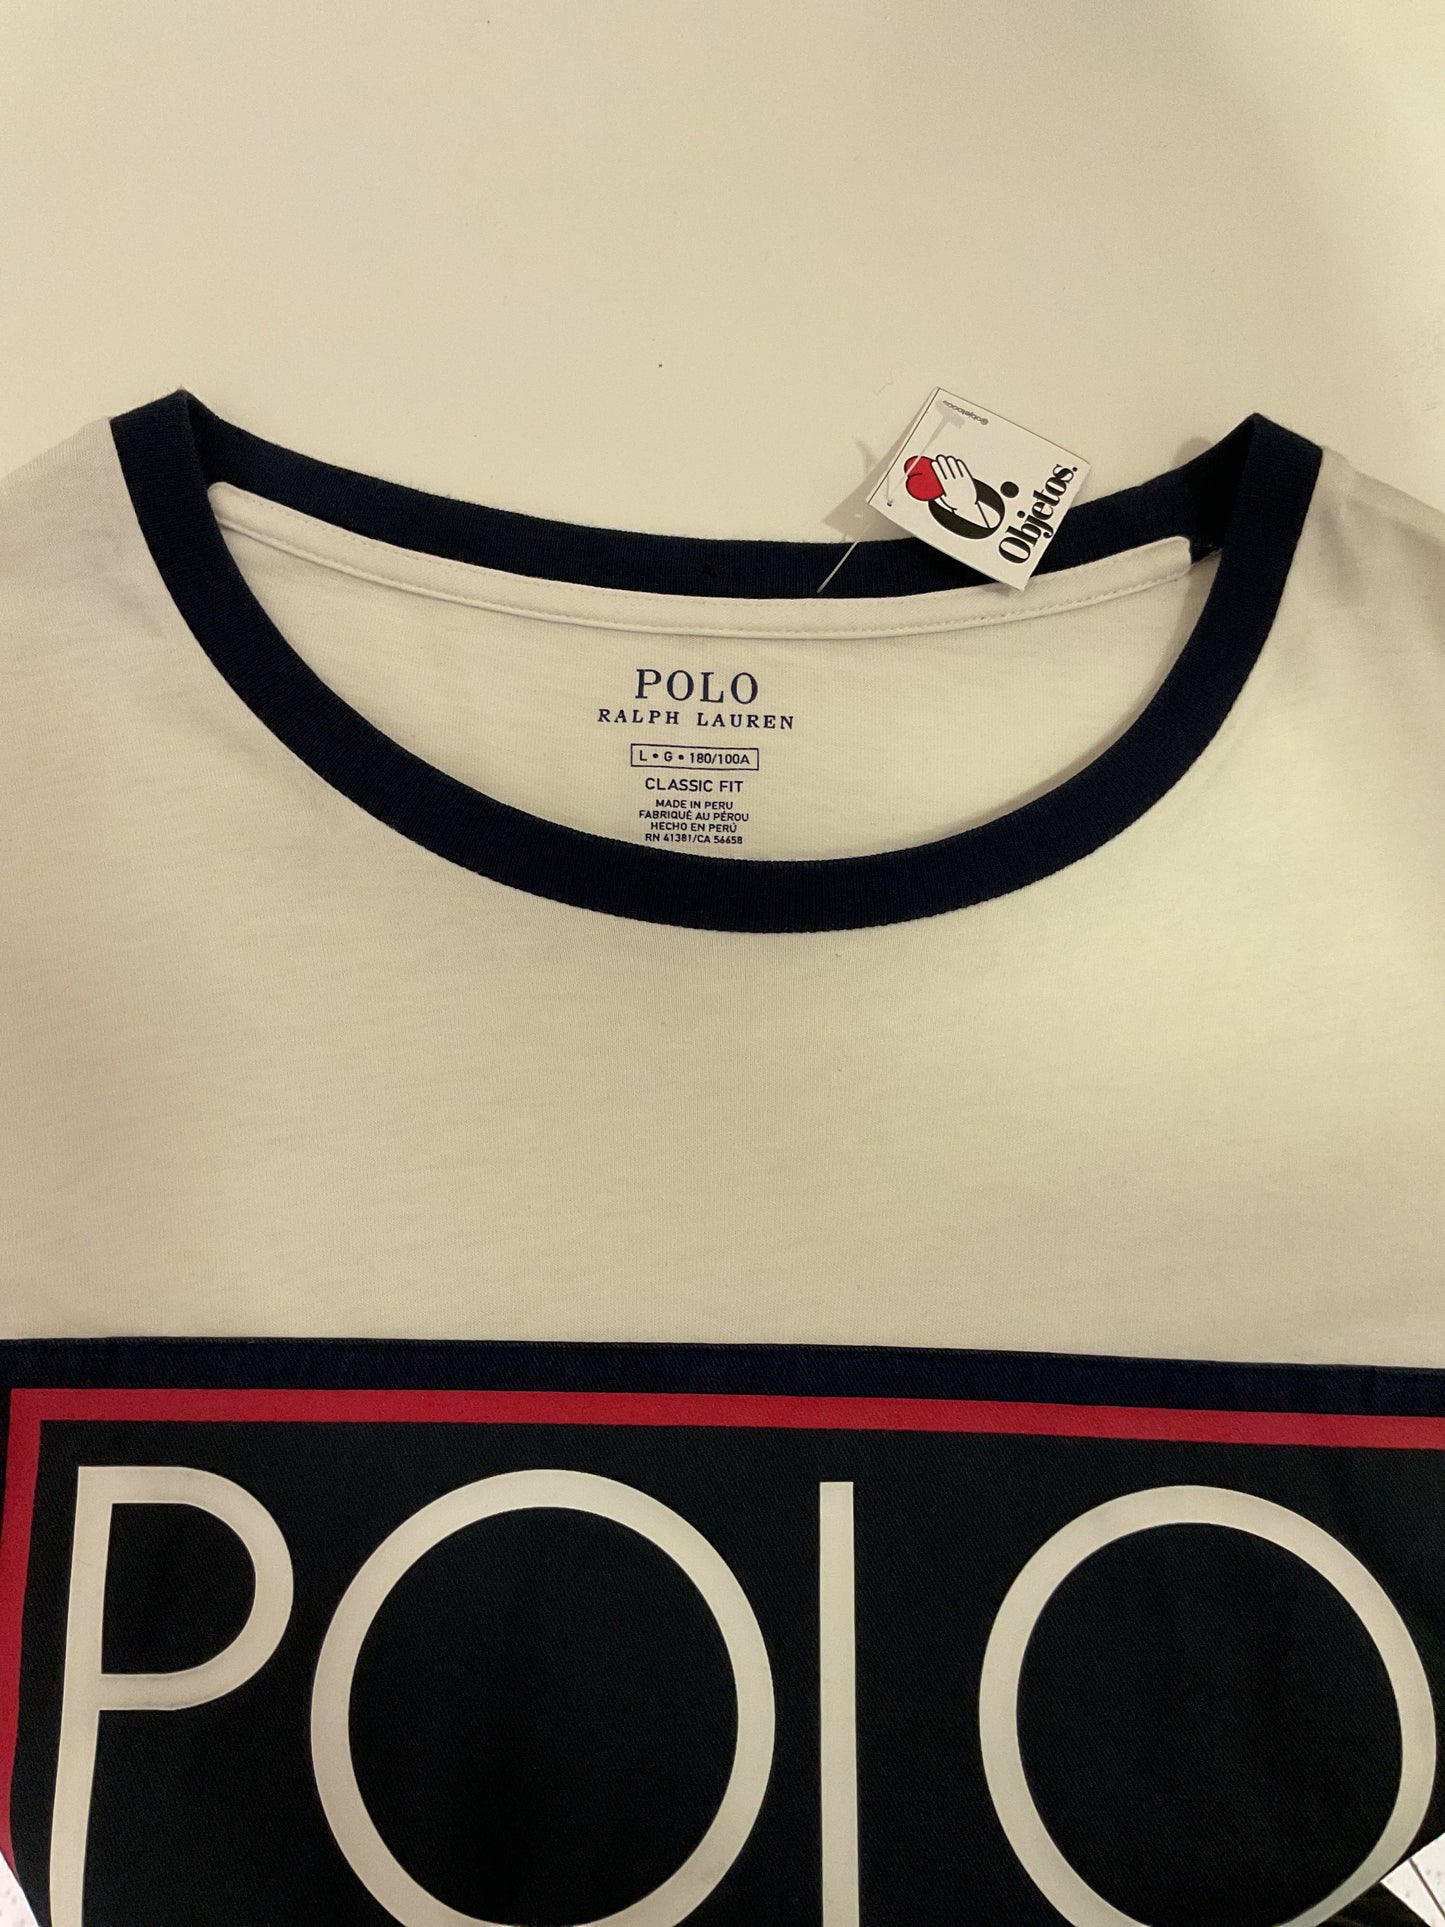 @objetoacv
Objetos.
POLO
RALPH LAUREN
L • G • 180/100A
CLASSIC FIT
MADE IN PERU
FABRIQUÉ AU PÉROU
HECHO EN PERÚ
RN 41381/CA 56658
POLO